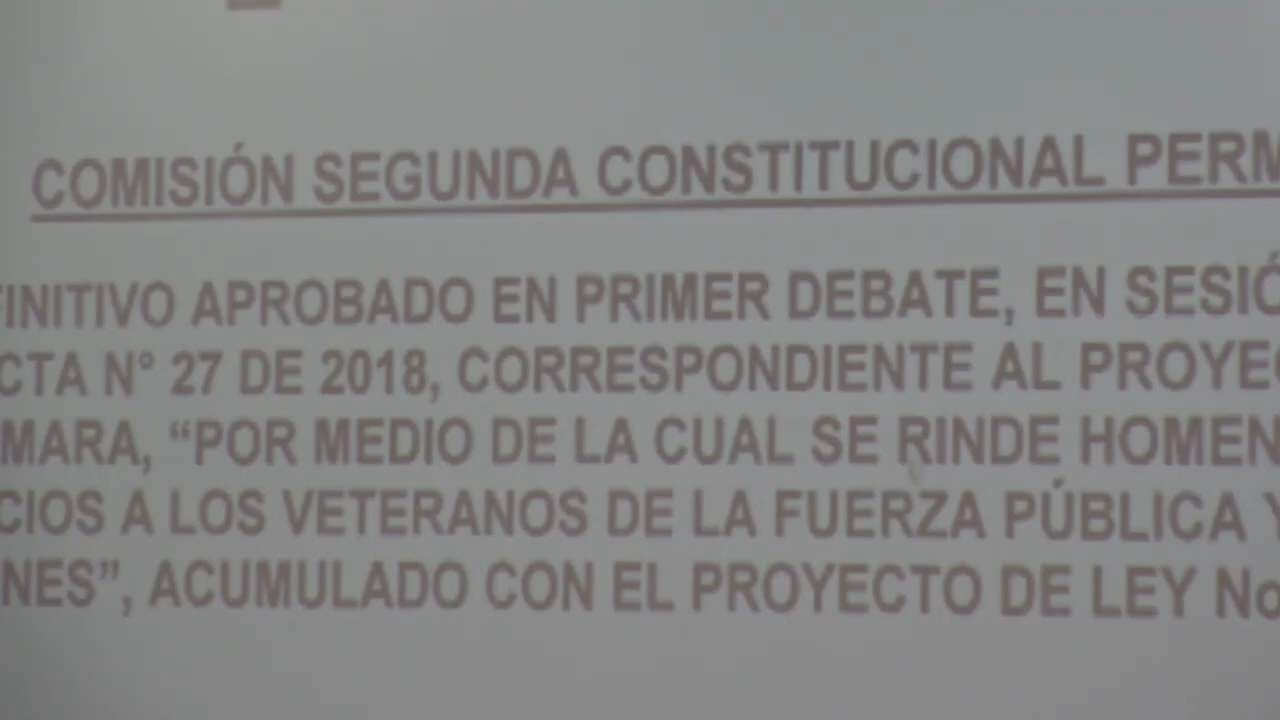 COMISIÓN SEGUNDA CONSTITUCIONAL PERM
FINITIVO APROBADO EN PRIMER DEBATE, EN SESIÓ
CTA N° 27 DE 2018, CORRESPONDIENTE AL PROYEC
MARA, “POR MEDIO DE LA CUAL SE RINDE HOMEN
CIOS A LOS VETERANOS DE LA FUERZA PÚBLICA Y
NES”, ACUMULADO CON EL PROYECTO DE LEY No